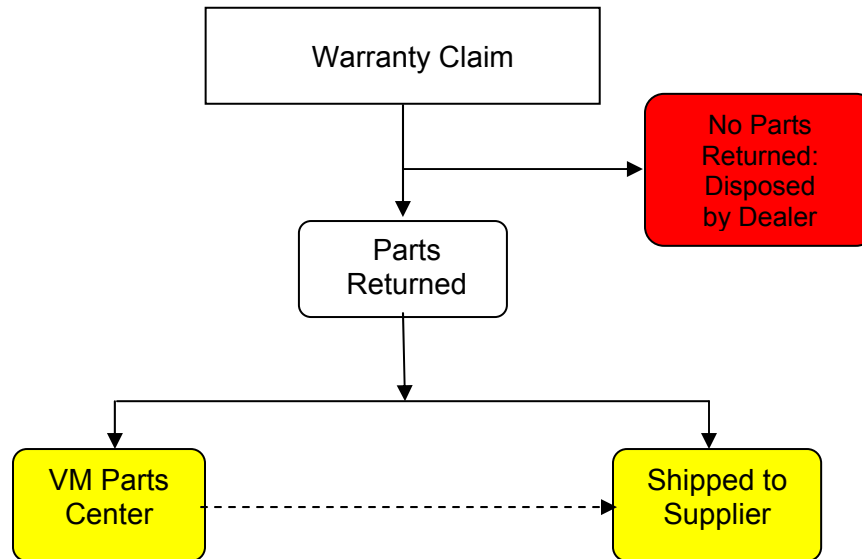 Warranty Claim
No Parts
Returned:
Disposed
by Dealer
Parts
Returned
VM Parts
Center
Shipped to
Supplier